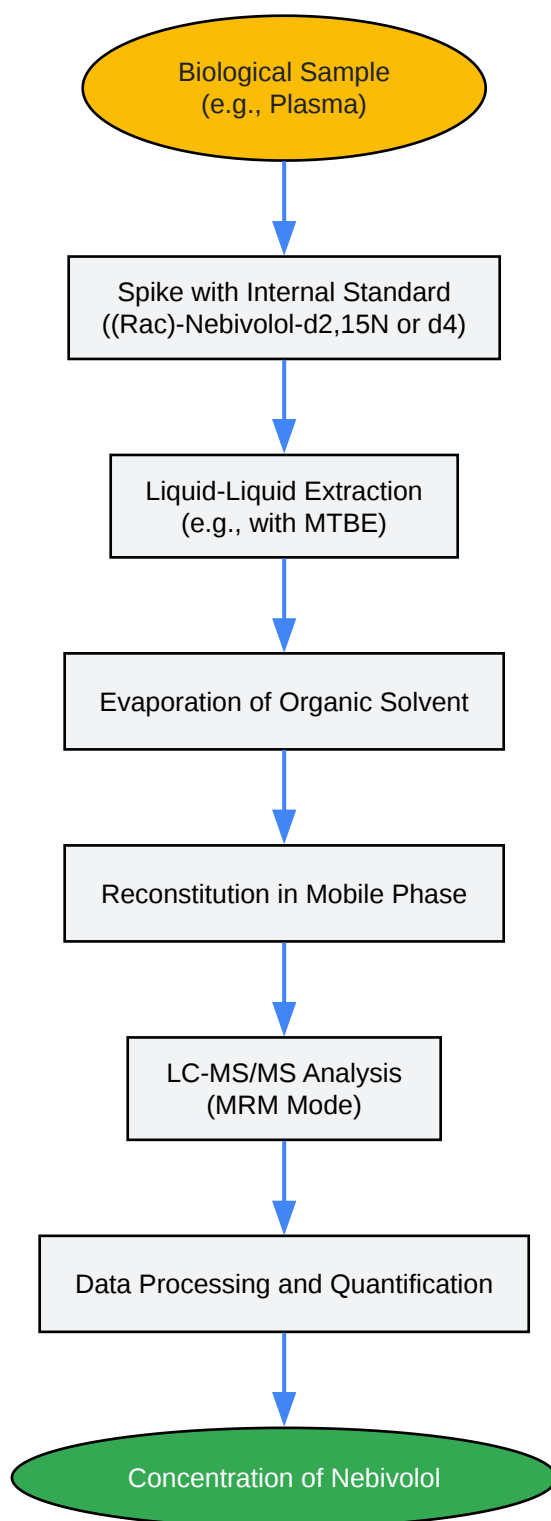 Biological Sample
(e.g., Plasma)
Spike with Internal Standard
((Rac)-Nebivolol-d2,15N or d4)
Liquid-Liquid Extraction
(e.g., with MTBE)
Evaporation of Organic Solvent
Reconstitution in Mobile Phase
LC-MS/MS Analysis
(MRM Mode)
Data Processing and Quantification
Concentration of Nebivolol